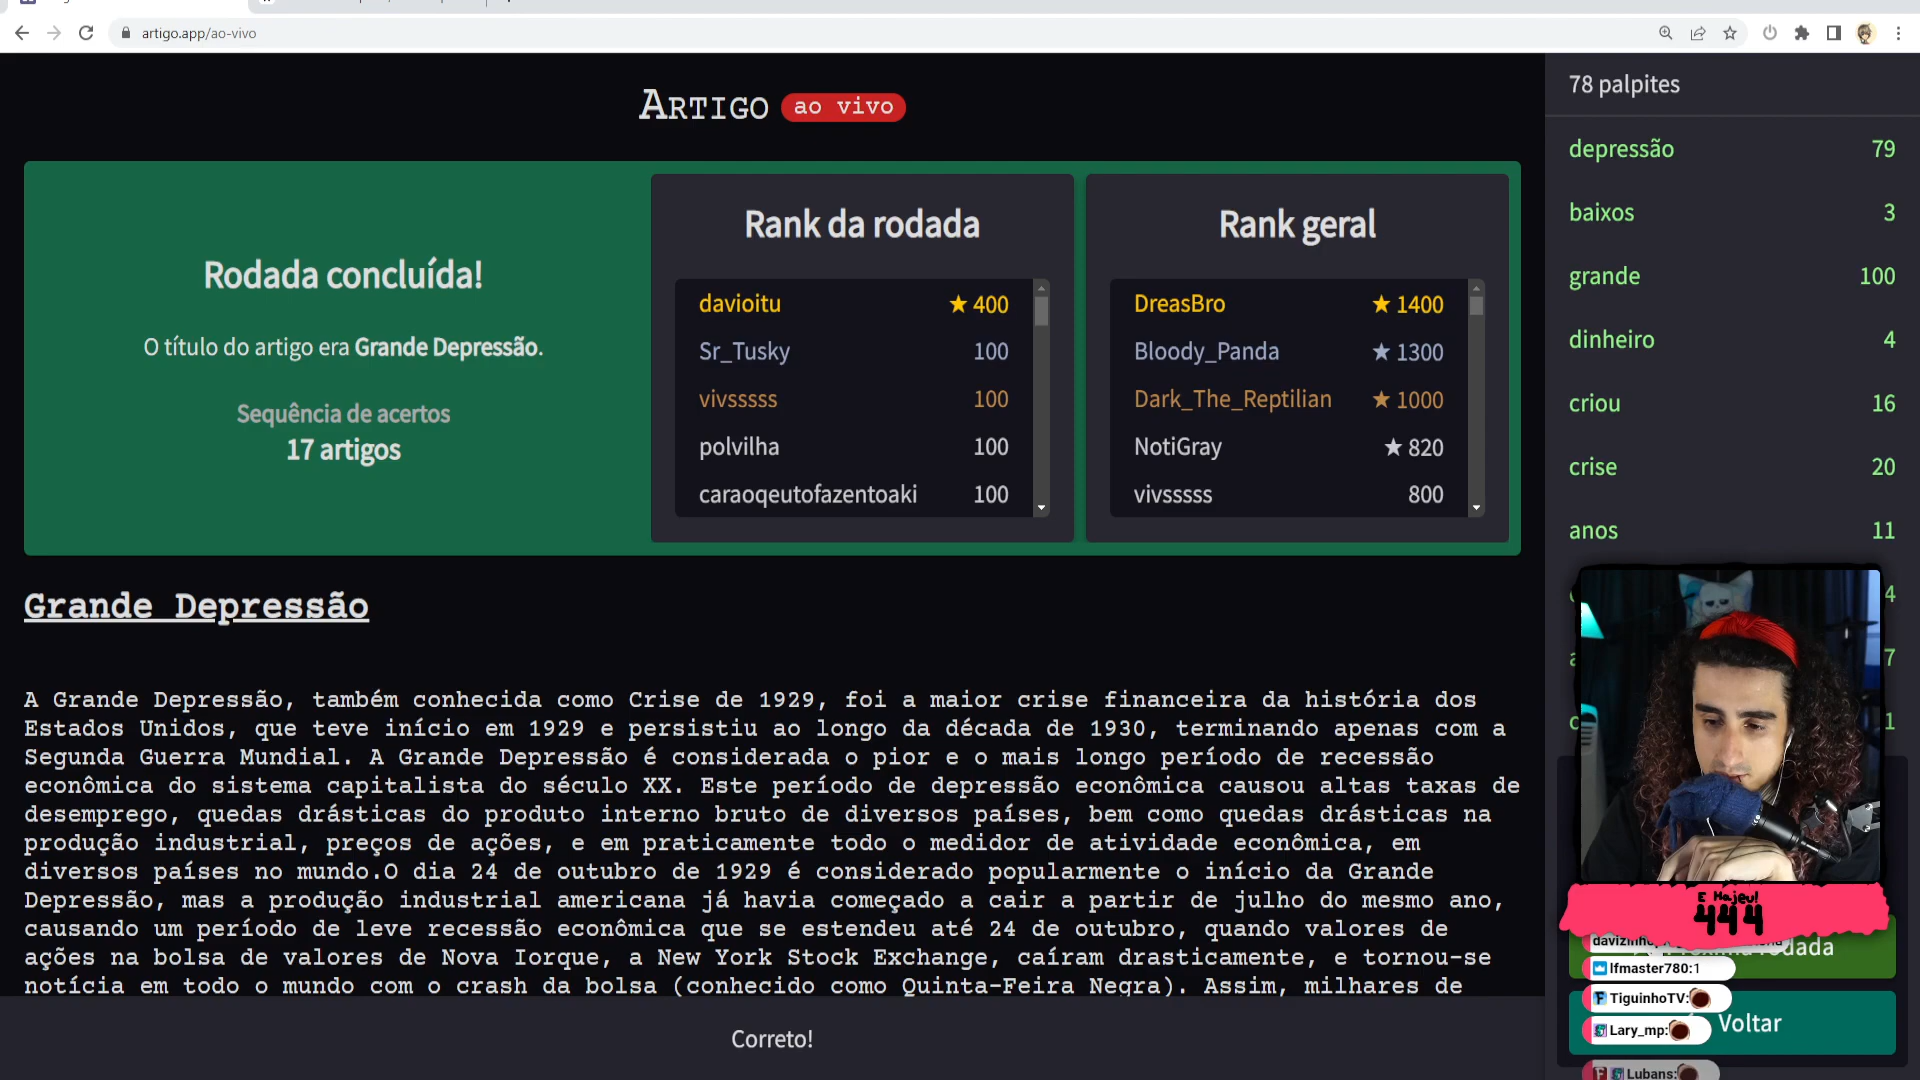 artigo.app/ao-vivo
ARTIGO ao vivo
Rodada concluída!
O título do artigo era Grande Depressão.
Sequência de acertos
17 artigos
Rank da rodada
davioitu ★ 400
Sr_Tusky 100
vivsssss 100
polvilha 100
caraoqeutofazentoaki 100
Rank geral
DreasBro ★ 1400
Bloody_Panda ★ 1300
Dark_The_Reptilian ★ 1000
NotiGray ★ 820
vivsssss 800
Grande Depressão
A Grande Depressão, também conhecida como Crise de 1929, foi a maior crise financeira da história dos
Estados Unidos, que teve início em 1929 e persistiu ao longo da década de 1930, terminando apenas com a
Segunda Guerra Mundial. A Grande Depressão é considerada o pior e o mais longo período de recessão
econômica do sistema capitalista do século XX. Este período de depressão econômica causou altas taxas de
desemprego, quedas drásticas do produto interno bruto de diversos países, bem como quedas drásticas na
produção industrial, preços de ações, e em praticamente todo o medidor de atividade econômica, em
diversos países no mundo.O dia 24 de outubro de 1929 é considerado popularmente o início da Grande
Depressão, mas a produção industrial americana já havia começado a cair a partir de julho do mesmo ano,
causando um período de leve recessão econômica que se estendeu até 24 de outubro, quando valores de
ações na bolsa de valores de Nova Iorque, a New York Stock Exchange, caíram drasticamente, e tornou-se
notícia em todo o mundo com o crash da bolsa (conhecido como Quinta-Feira Negra). Assim, milhares de
Correto!
78 palpites
depressão 79
baixos 3
grande 100
dinheiro 4
criou 16
crise 20
anos 11
4
7
1
E Hajeu!
444
lfmaster780:1
TiguinhoTV:
Lary_mp:
Voltar
Lubans: